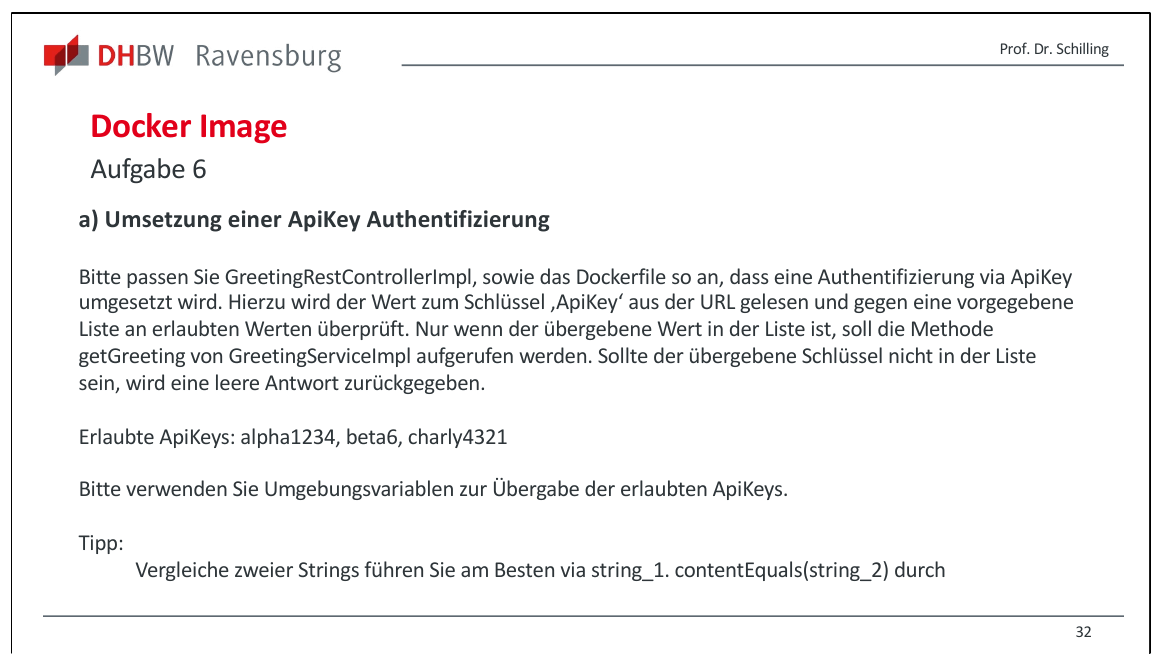 DHBW Ravensburg
Prof. Dr. Schilling
Docker Image
Aufgabe 6
a) Umsetzung einer ApiKey Authentifizierung
Bitte passen Sie GreetingRestControllerImpl, sowie das Dockerfile so an, dass eine Authentifizierung via ApiKey
umgesetzt wird. Hierzu wird der Wert zum Schlüssel ‚ApiKey‘ aus der URL gelesen und gegen eine vorgegebene
Liste an erlaubten Werten überprüft. Nur wenn der übergebene Wert in der Liste ist, soll die Methode
getGreeting von GreetingServiceImpl aufgerufen werden. Sollte der übergebene Schlüssel nicht in der Liste
sein, wird eine leere Antwort zurückgegeben.
Erlaubte ApiKeys: alpha1234, beta6, charly4321
Bitte verwenden Sie Umgebungsvariablen zur Übergabe der erlaubten ApiKeys.
Tipp:
Vergleiche zweier Strings führen Sie am Besten via string_1. contentEquals(string_2) durch
32